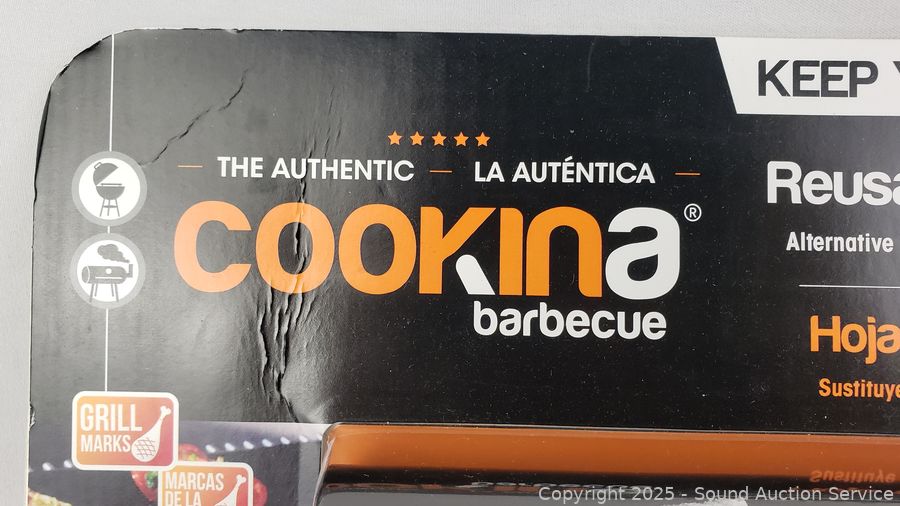 KEEP
THE AUTHENTIC — LA AUTÉNTICA
COOKINA®
barbecue
Reusa
Alternative
Hoja
Sustituye
GRILL
MARKS
MARCAS
DE LA
Sustituye
Copyright 2025 - Sound Auction Service